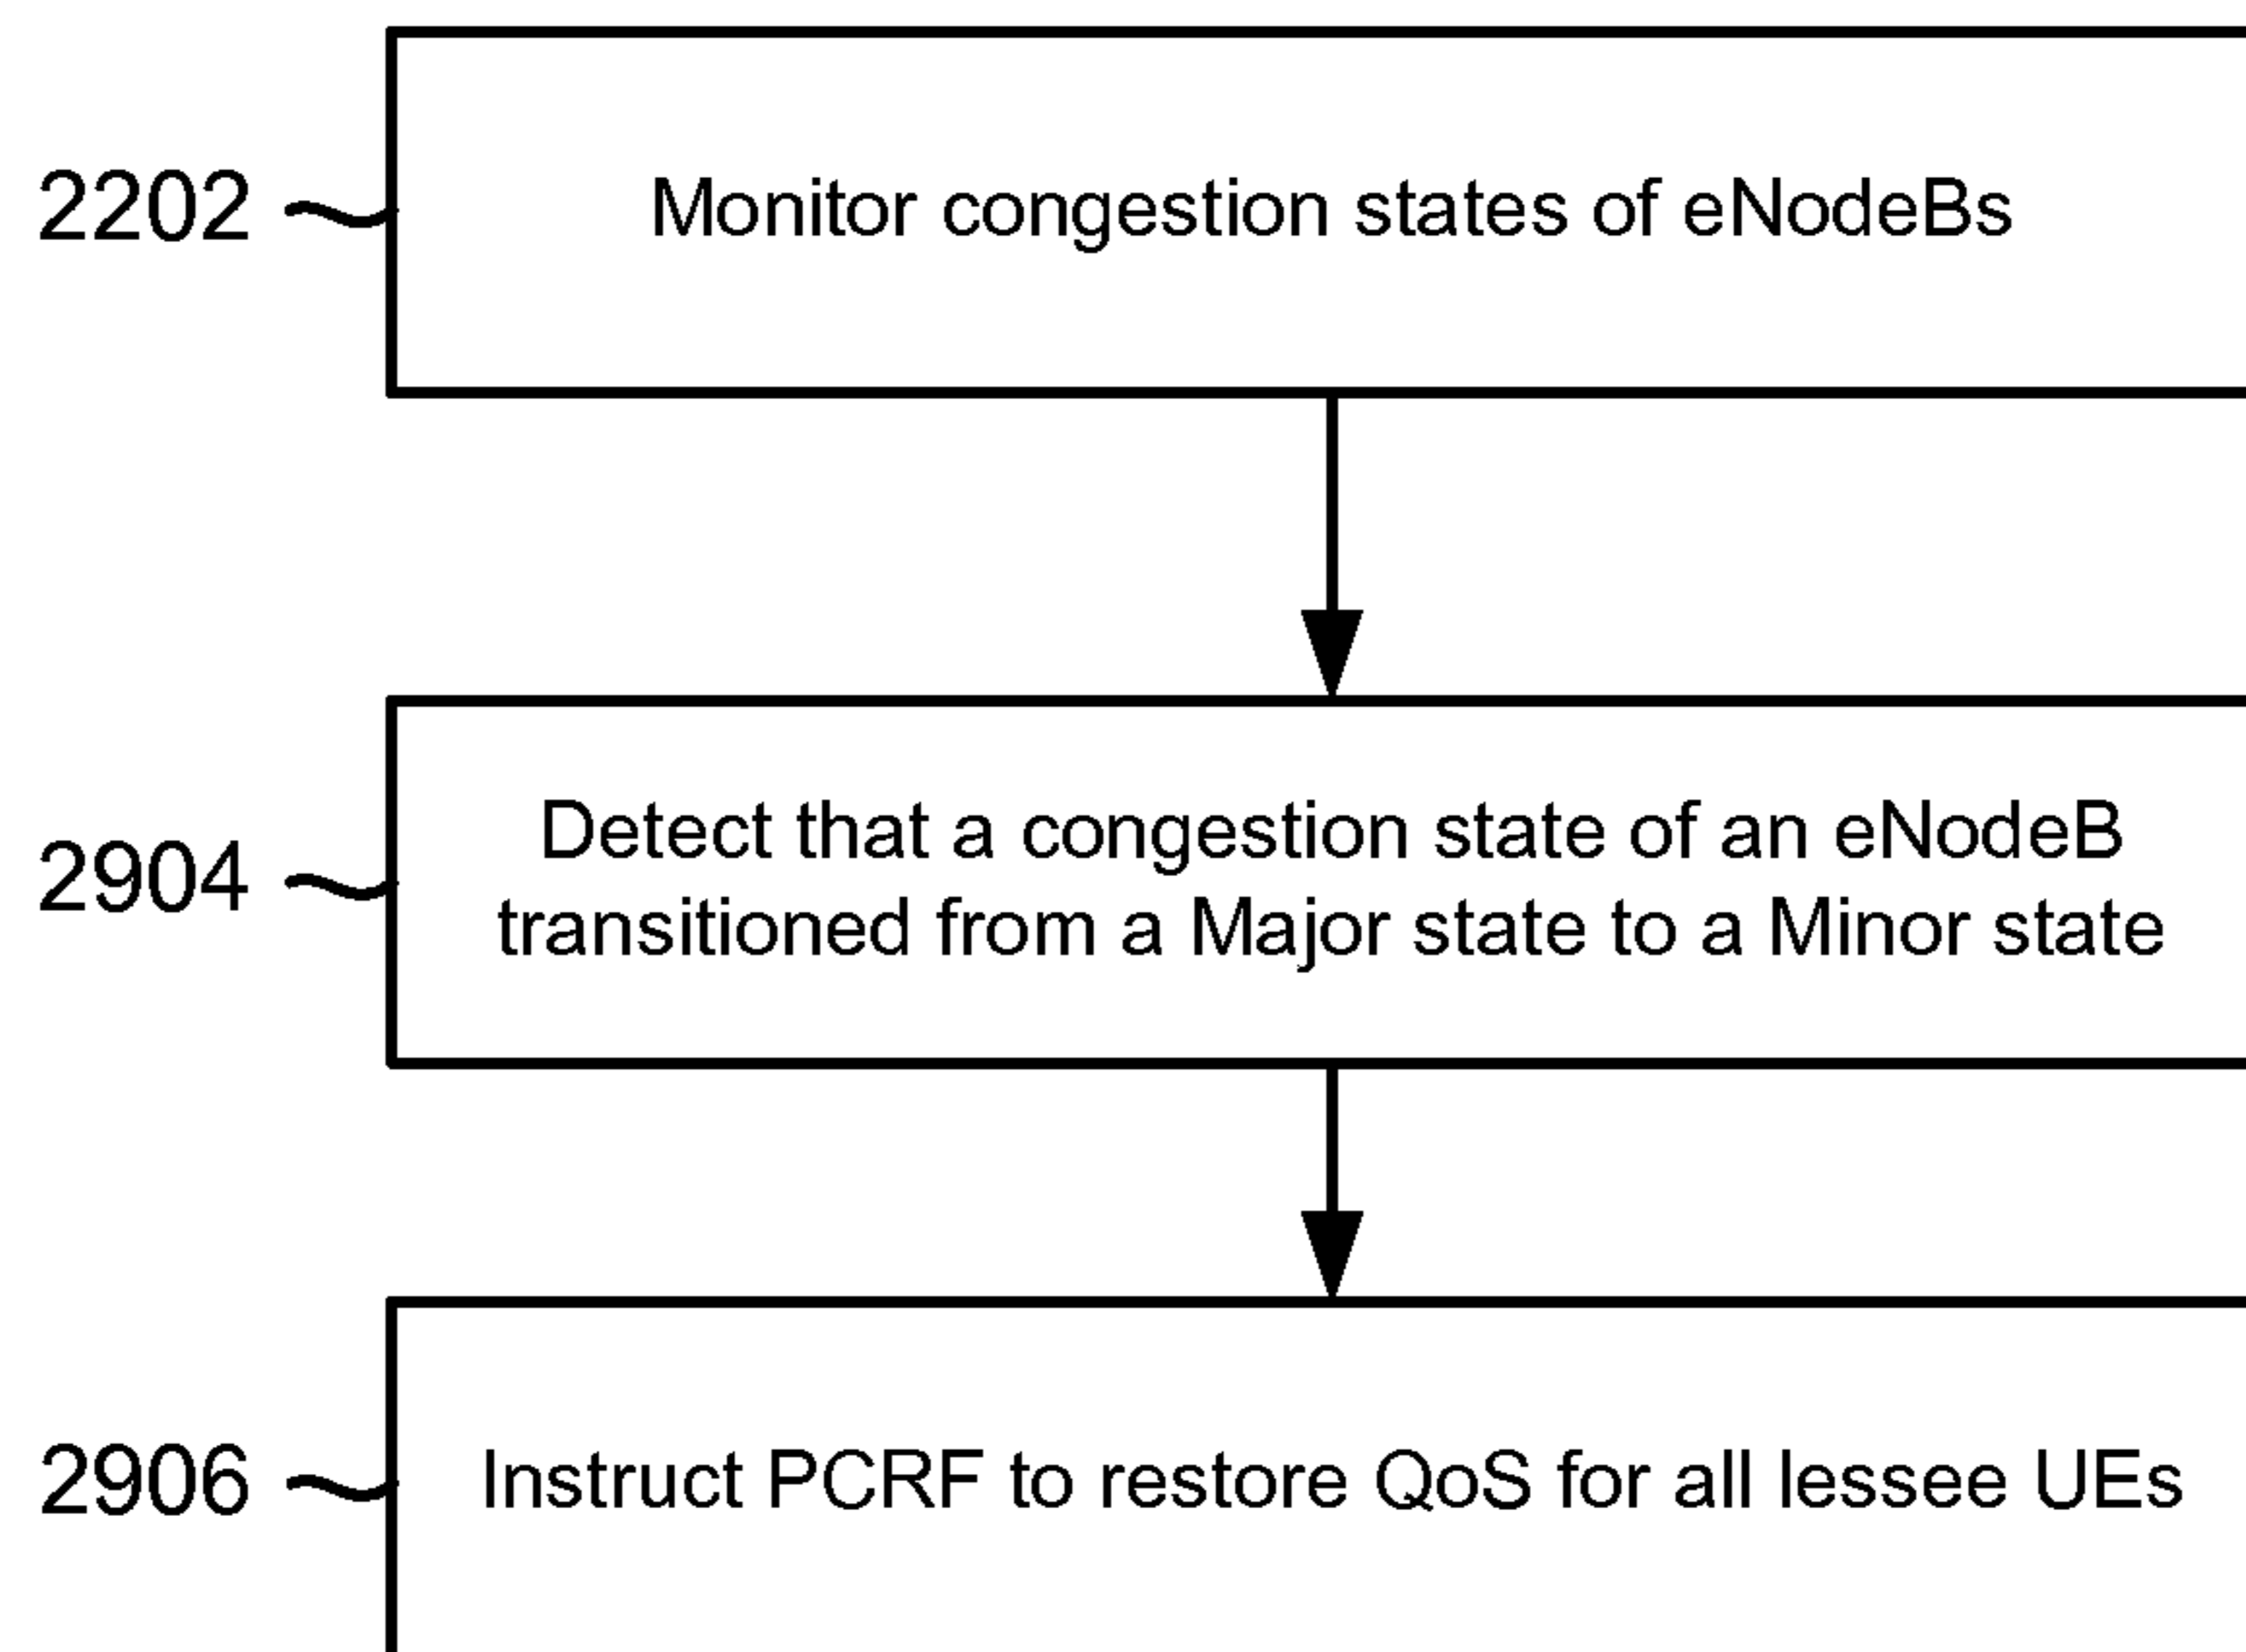 2202
Monitor congestion states of eNodeBs
2904
Detect that a congestion state of an eNodeB
transitioned from a Major state to a Minor state
2906
Instruct PCRF to restore QoS for all lessee UEs